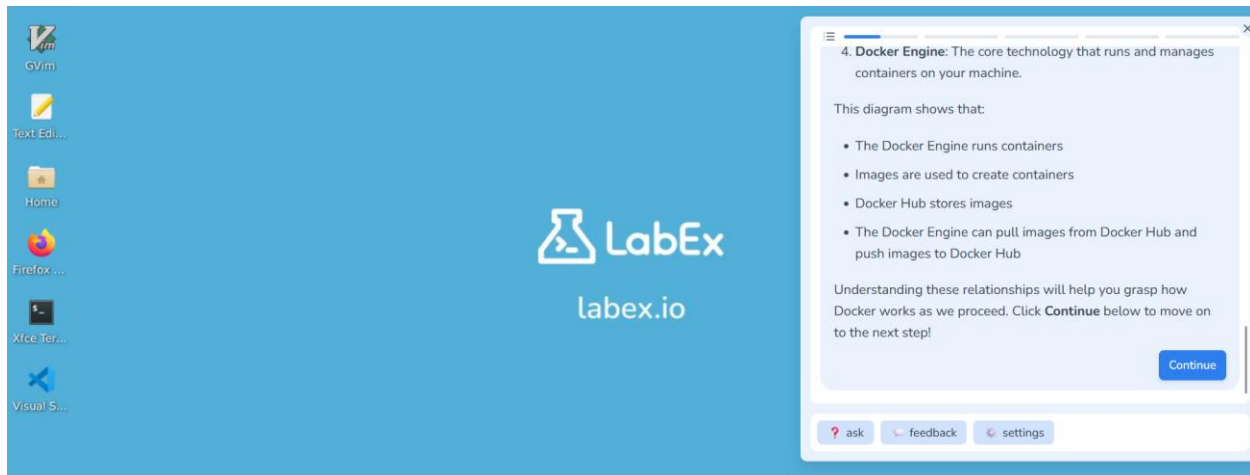 GVim
Text Edi...
Home
Firefox ...
Xfce Ter...
Visual S...
LabEx
labex.io
4. Docker Engine: The core technology that runs and manages
containers on your machine.
This diagram shows that:
• The Docker Engine runs containers
• Images are used to create containers
• Docker Hub stores images
• The Docker Engine can pull images from Docker Hub and
push images to Docker Hub
Understanding these relationships will help you grasp how
Docker works as we proceed. Click Continue below to move on
to the next step!
Continue
? ask feedback settings